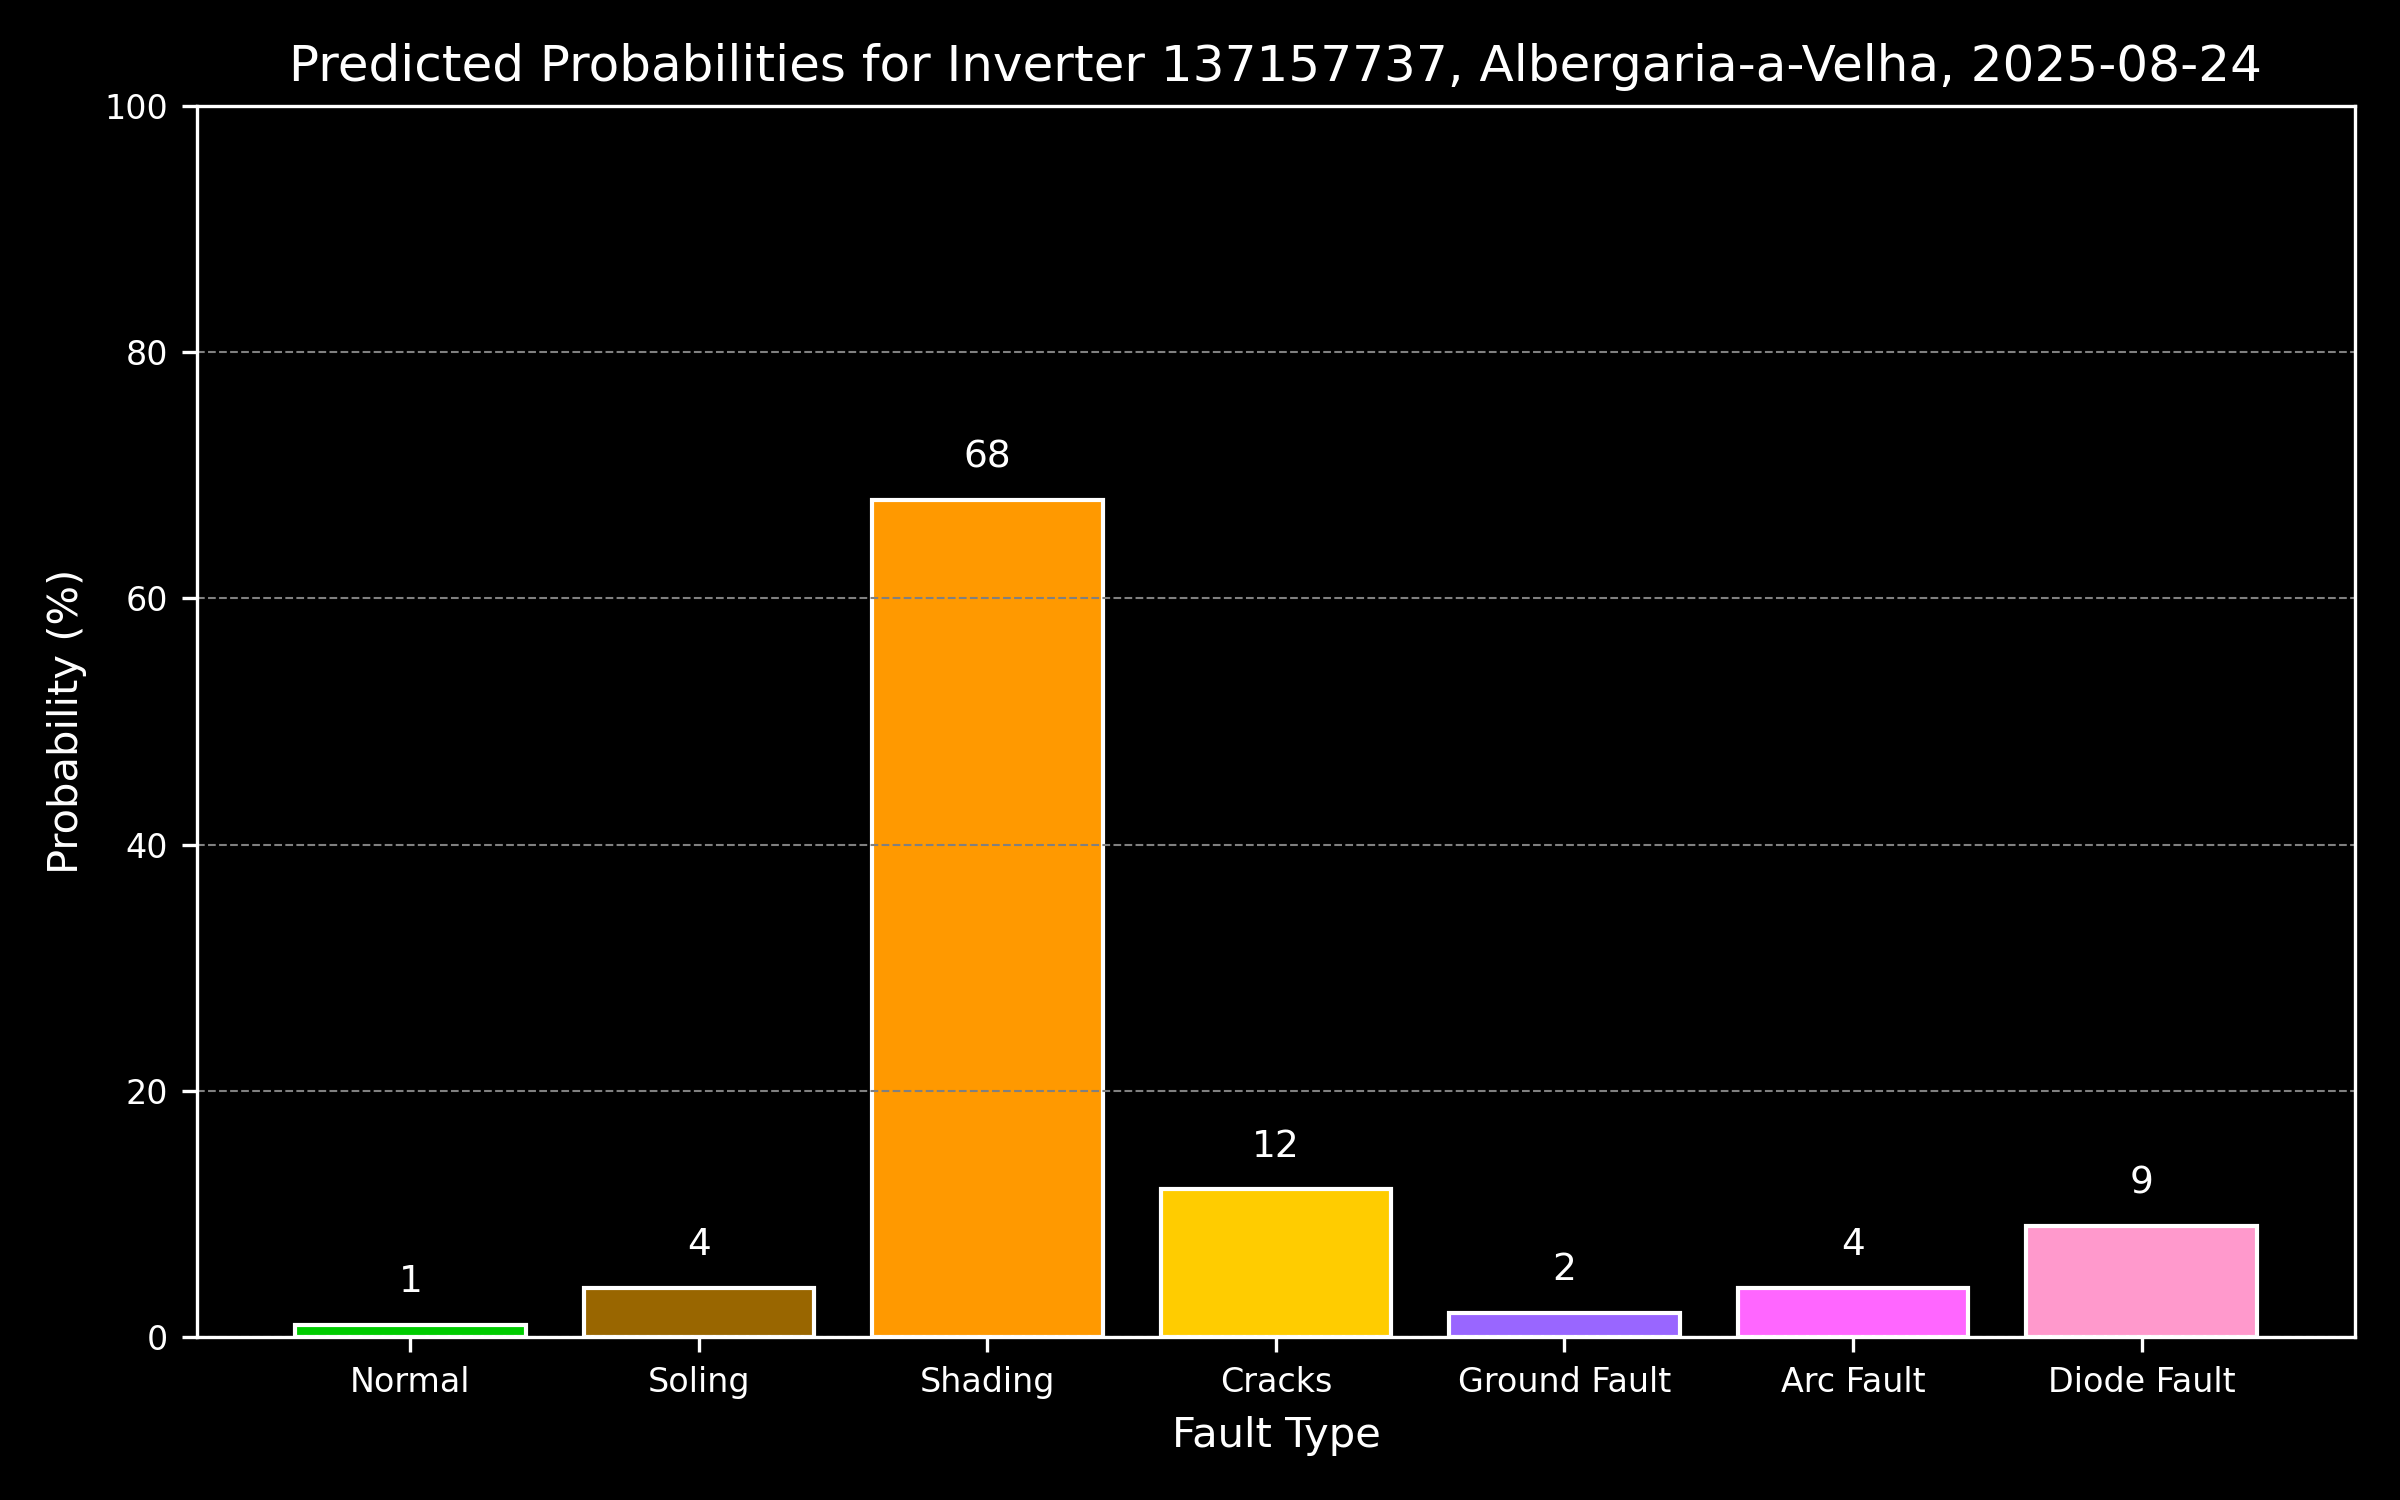 Predicted Probabilities for Inverter 137157737, Albergaria-a-Velha, 2025-08-24
100
80
60
40
20
0
Probability (%)
1
4
68
12
2
4
9
Normal
Soling
Shading
Cracks
Ground Fault
Arc Fault
Diode Fault
Fault Type